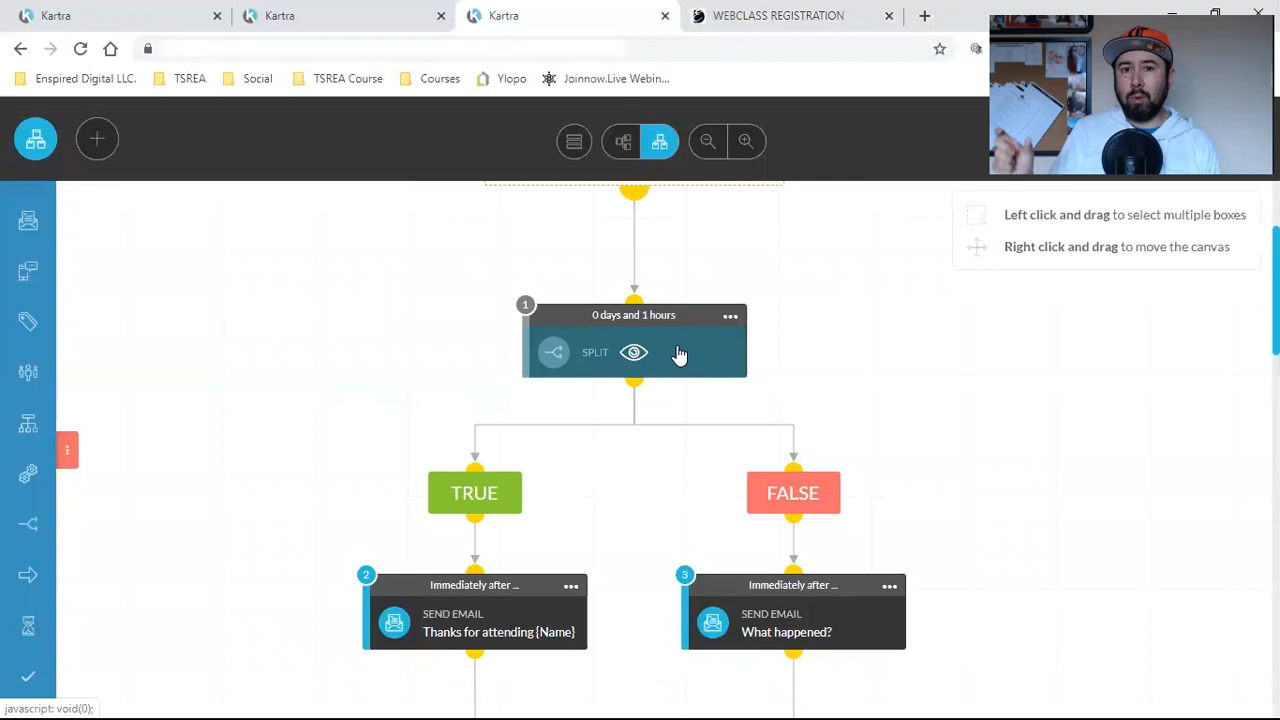 Kartra
Kartra
Kartra
WEBCLASS REGISTRATION
Enspired Digital LLC.
TSREA
Social
TSREA Course
Courses
Ylopo
Joinnow.Live Webin...
Left click and drag to select multiple boxes
Right click and drag to move the canvas
1
0 days and 1 hours
SPLIT
TRUE
FALSE
2
Immediately after ...
SEND EMAIL
Thanks for attending {Name}
3
Immediately after ...
SEND EMAIL
What happened?
javascript: void(0);